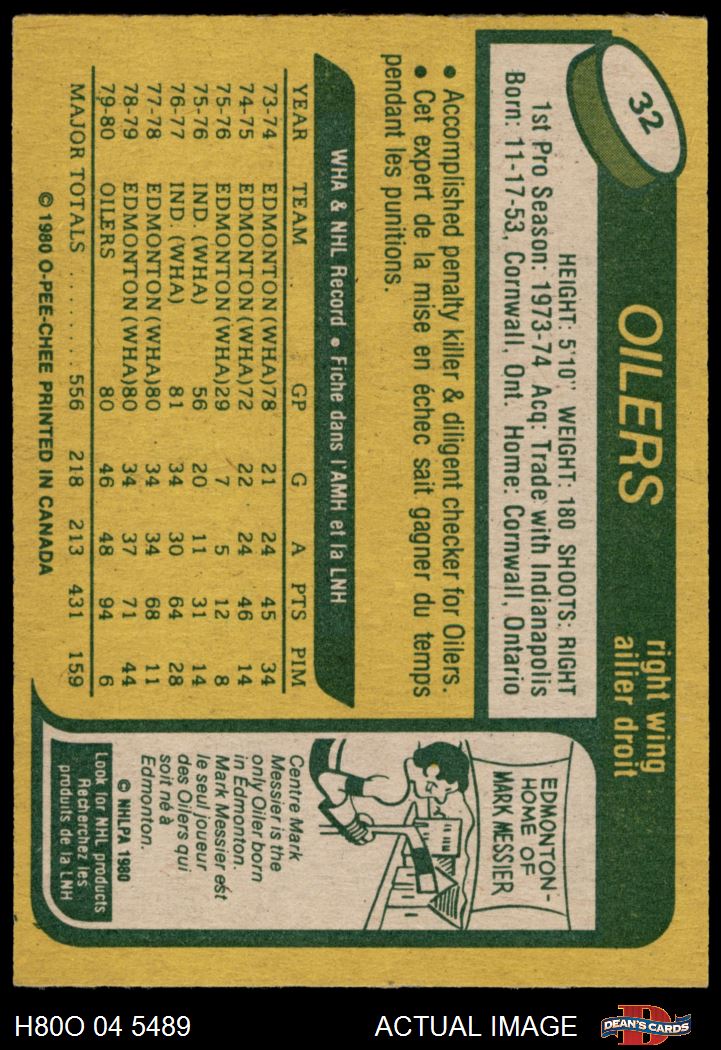 32
OILERS
right wing
ailier droit
HEIGHT: 5'10" WEIGHT: 180 SHOOTS: RIGHT
1st Pro Season: 1973-74 Acq: Trade with Indianapolis
Born: 11-17-53, Cornwall, Ont. Home: Cornwall, Ontario
• Accomplished penalty killer & diligent checker for Oilers.
• Cet expert de la mise en échec sait gagner du temps
pendant les punitions.
WHA & NHL Record • Fiche dans l'AMH et la LNH
YEAR TEAM GP G A PTS PIM
73-74 EDMONTON (WHA) 78 21 24 45 34
74-75 EDMONTON (WHA) 72 22 24 46 14
75-76 EDMONTON (WHA) 29 7 5 12 8
75-76 IND. (WHA) 56 20 11 31 14
76-77 IND. (WHA) 81 34 30 64 28
77-78 EDMONTON (WHA) 80 34 34 68 11
78-79 EDMONTON (WHA) 80 34 37 71 44
79-80 OILERS 80 46 48 94 6
MAJOR TOTALS ........ 556 218 213 431 159
© 1980 O-PEE-CHEE PRINTED IN CANADA
EDMONTON-
HOME OF
MARK MESSIER
Centre Mark
Messier is the
only Oiler born
in Edmonton.
Mark Messier est
le seul joueur
des Oilers qui
soit né à
Edmonton.
© NHLPA 1980
Look for NHL products
Recherchez les
produits de la LNH
H80O 04 5489
ACTUAL IMAGE
D
DEAN'S CARDS